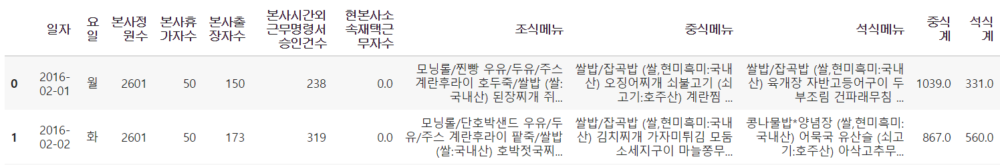 일자 요일 본사정원수 본사휴가자수 본사출장자수 본사시간외근무명령서승인건수 현본사소속재택근무자수 조식메뉴 중식메뉴 석식메뉴 중식계 석식계
0 2016-02-01 월 2601 50 150 238 0.0 모닝롤/찐빵 우유/두유/주스 계란후라이 호두죽/쌀밥 (쌀:국내산) 된장찌개 쥐... 쌀밥/잡곡밥 (쌀,현미흑미:국내산) 오징어찌개 쇠불고기 (쇠고기:호주산) 계란찜 ... 쌀밥/잡곡밥 (쌀,현미흑미:국내산) 육개장 자반고등어구이 두부조림 건파래무침 ... 1039.0 331.0
1 2016-02-02 화 2601 50 173 319 0.0 모닝롤/단호박샌드 우유/두유/주스 계란후라이 팥죽/쌀밥 (쌀:국내산) 호박젓국찌... 쌀밥/잡곡밥 (쌀,현미흑미:국내산) 김치찌개 가자미튀김 모둠소세지구이 마늘쫑무... 콩나물밥*양념장 (쌀,현미흑미:국내산) 어묵국 유산슬 (쇠고기:호주산) 아삭고추무... 867.0 560.0